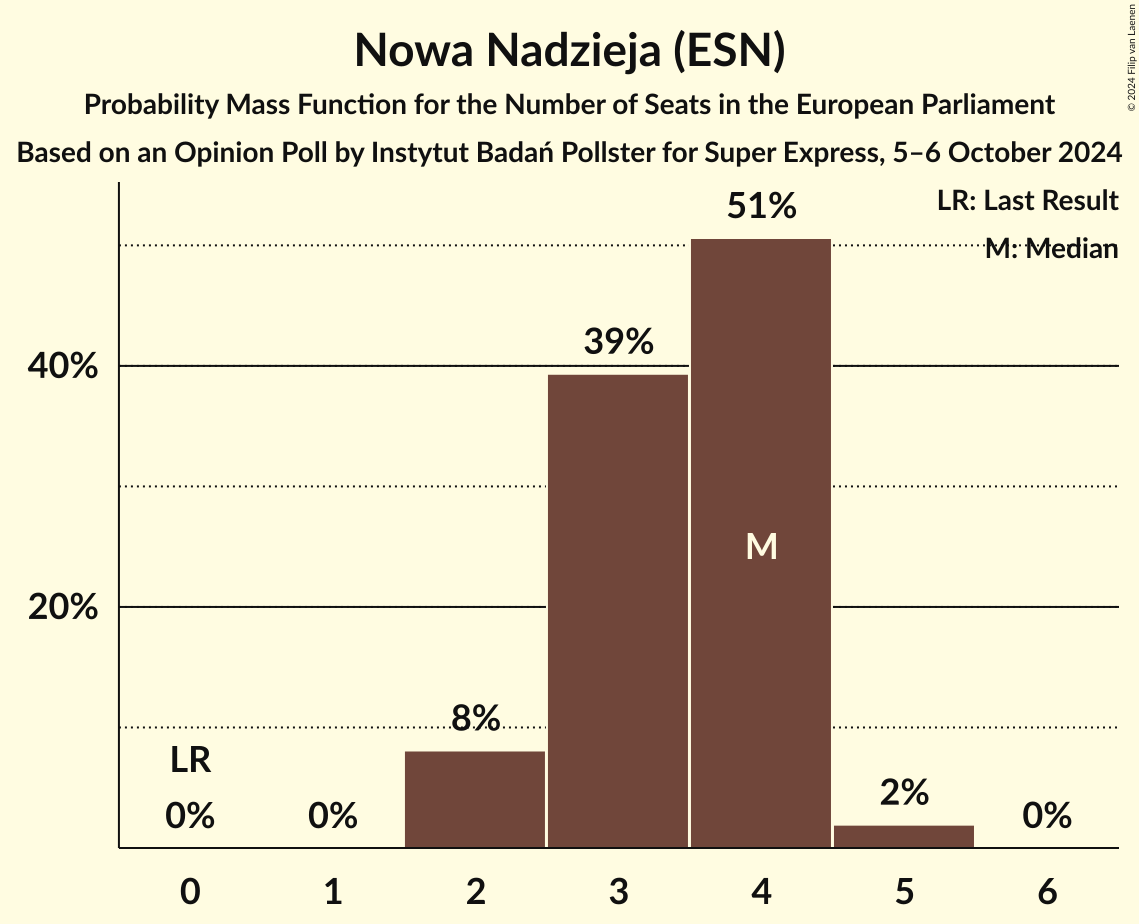 Nowa Nadzieja (ESN)
Probability Mass Function for the Number of Seats in the European Parliament
Based on an Opinion Poll by Instytut Badań Pollster for Super Express, 5–6 October 2024
© 2024 Filip van Laenen
LR: Last Result
M: Median
51%
39%
40%
M
20%
8%
LR
2%
0%
0%
0%
0
1
2
3
4
5
6